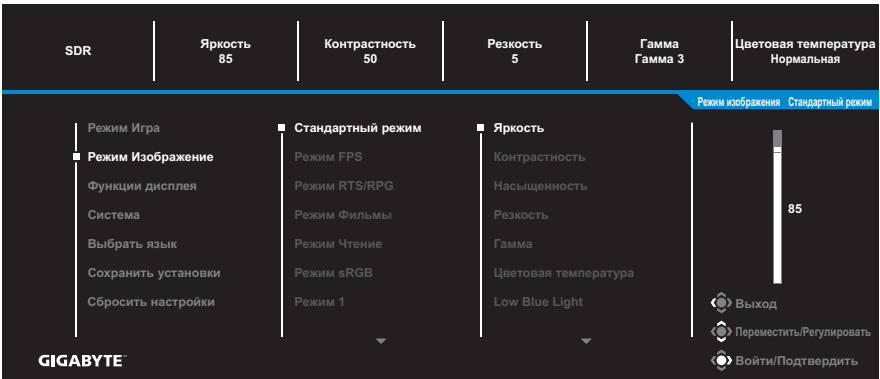 SDR
Яркость
85
Контрастность
50
Резкость
5
Гамма
Гамма 3
Цветовая температура
Нормальная
Режим изображения Стандартный режим
Режим Игра
Режим Изображение
Функции дисплея
Система
Выбрать язык
Сохранить установки
Сбросить настройки
Стандартный режим
Режим FPS
Режим RTS/RPG
Режим Фильмы
Режим Чтение
Режим sRGB
Режим 1
Яркость
Контрастность
Насыщенность
Резкость
Гамма
Цветовая температура
Low Blue Light
85
Выход
Переместить/Регулировать
Войти/Подтвердить
GIGABYTE™